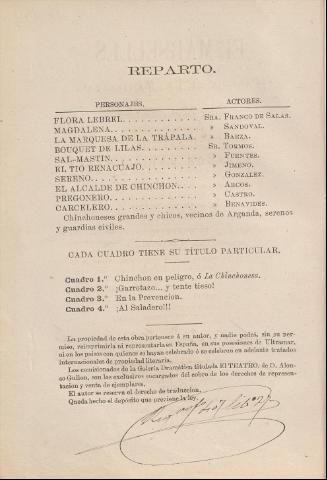 REPARTO.
PERSONAJES. ACTORES.
FLORA LEBREL. . . . . . . . . . . . SRA. FRANCO DE SALAS.
MAGDALENA. . . . . . . . . . . . . » SANDOVAL.
LA MARQUESA DE LA TRÁPALA. » BAEZA.
BOUQUET DE LILAS. . . . . . . . . SR. TORMOS.
SAL-MASTIN. . . . . . . . . . . . . » FUENTES.
EL TIO RENACUAJO. . . . . . . . . » JIMENO.
SERENO. . . . . . . . . . . . . . . » GONZALEZ.
EL ALCALDE DE CHINCHON. . . . » ARCOS.
PREGONERO. . . . . . . . . . . . . » CASTRO.
CARCELERO. . . . . . . . . . . . . » BENAVIDES.
Chinchoneses grandes y chicos, vecinos de Arganda, serenos
y guardias civiles.
CADA CUADRO TIENE SU TÍTULO PARTICULAR.
Cuadro 1.º Chinchon en peligro, ó La Chinchonesa.
Cuadro 2.º ¡Garrotazo... y tente tieso!
Cuadro 3.º En la Prevencion.
Cuadro 4.º ¡Al Saladero!!!
La propiedad de esta obra pertenece á su autor, y nadie podrá, sin su per-
miso, reimprimirla ni representarla en España, en sus posesiones de Ultramar,
ni en los países con quienes se hayan celebrado ó se celebren en adelante tratados
internacionales de propiedad literaria.
Los comisionados de la Galería Dramática titulada EL TEATRO, de D. Alon-
so Gullon, son los exclusivos encargados del cobro de los derechos de represen-
tacion y venta de ejemplares.
El autor se reserva el derecho de traduccion.
Queda hecho el depósito que previene la ley.